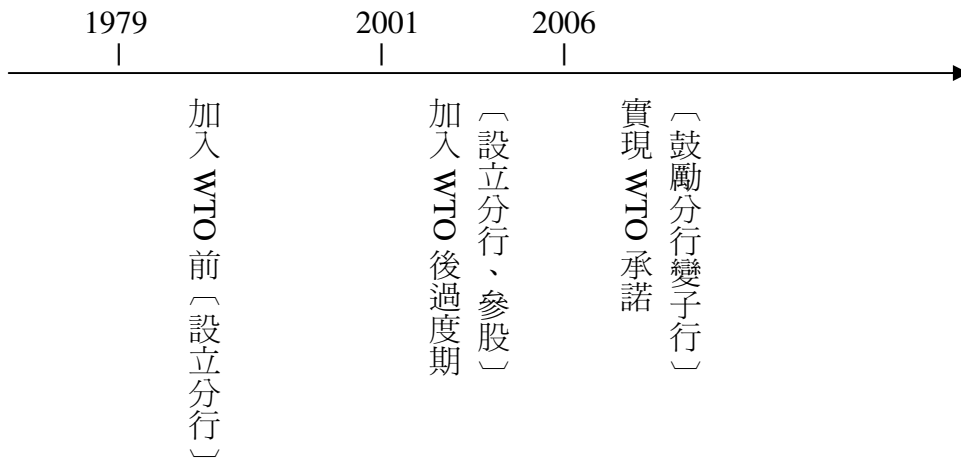 1979
2001
2006
加入 WTO 前〔設立分行〕
加入 WTO 後過度期
〔設立分行、參股〕
實現 WTO 承諾
〔鼓勵分行變子行〕